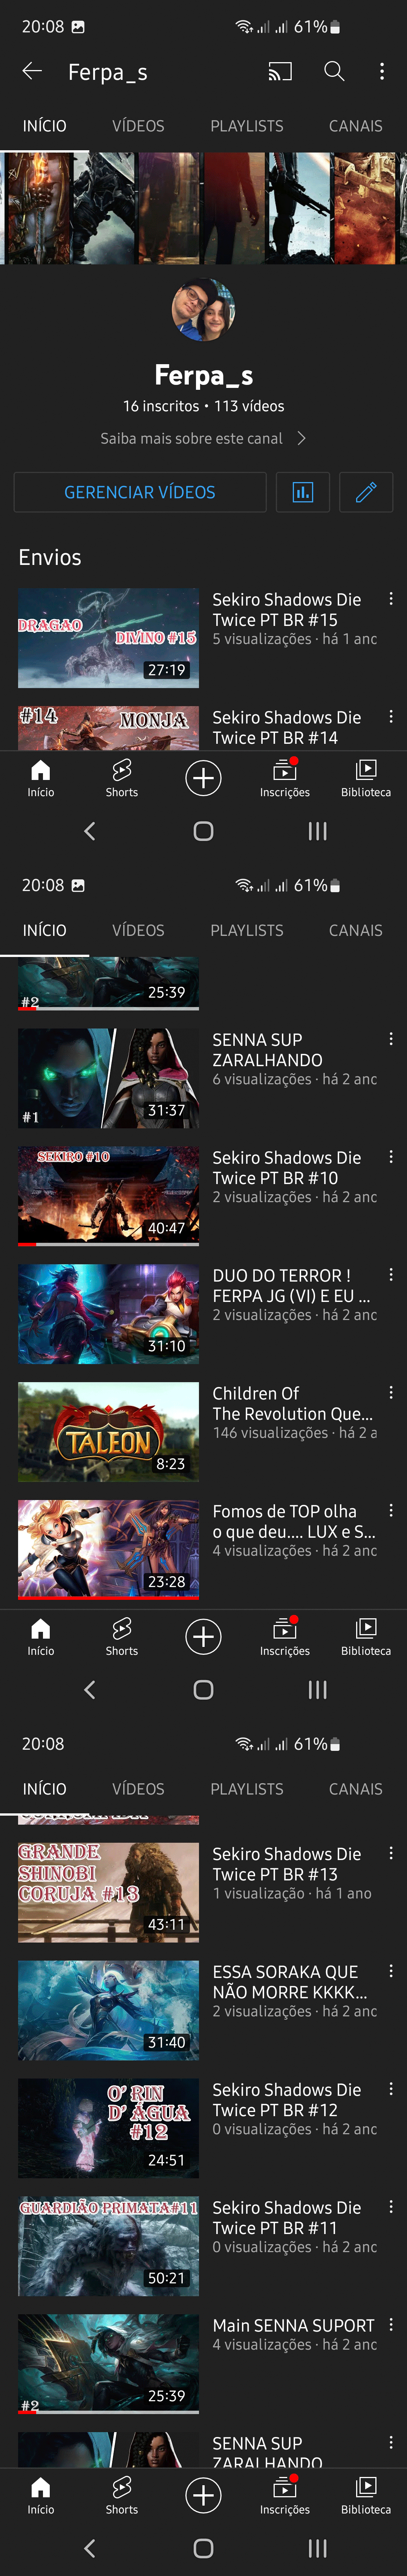 20:08 61%
Ferpa_s
INÍCIO VÍDEOS PLAYLISTS CANAIS
Ferpa_s
16 inscritos • 113 vídeos
Saiba mais sobre este canal
GERENCIAR VÍDEOS
Envios
DRAGAO
DIVINO #15
27:19
Sekiro Shadows Die
Twice PT BR #15
5 visualizações · há 1 anc
#14 MONJA
Sekiro Shadows Die
Twice PT BR #14
Início Shorts Inscrições Biblioteca
20:08 61%
INÍCIO VÍDEOS PLAYLISTS CANAIS
#2
25:39
#1
31:37
SENNA SUP
ZARALHANDO
6 visualizações · há 2 anc
SEKIRO #10
40:47
Sekiro Shadows Die
Twice PT BR #10
2 visualizações · há 2 anc
31:10
DUO DO TERROR !
FERPA JG (VI) E EU ...
2 visualizações · há 2 anc
TALEON
8:23
Children Of
The Revolution Que...
146 visualizações · há 2 a
23:28
Fomos de TOP olha
o que deu.... LUX e S...
4 visualizações · há 2 anc
Início Shorts Inscrições Biblioteca
20:08 61%
INÍCIO VÍDEOS PLAYLISTS CANAIS
GRANDE
SHINOBI
CORUJA #13
43:11
Sekiro Shadows Die
Twice PT BR #13
1 visualização · há 1 ano
31:40
ESSA SORAKA QUE
NÃO MORRE KKKK...
2 visualizações · há 2 anc
O' RIN
D' ÁGUA
#12
24:51
Sekiro Shadows Die
Twice PT BR #12
0 visualizações · há 2 anc
GUARDIÃO PRIMATA#11
50:21
Sekiro Shadows Die
Twice PT BR #11
0 visualizações · há 2 anc
#2
25:39
Main SENNA SUPORT
4 visualizações · há 2 anc
SENNA SUP
ZARALHANDO
Início Shorts Inscrições Biblioteca